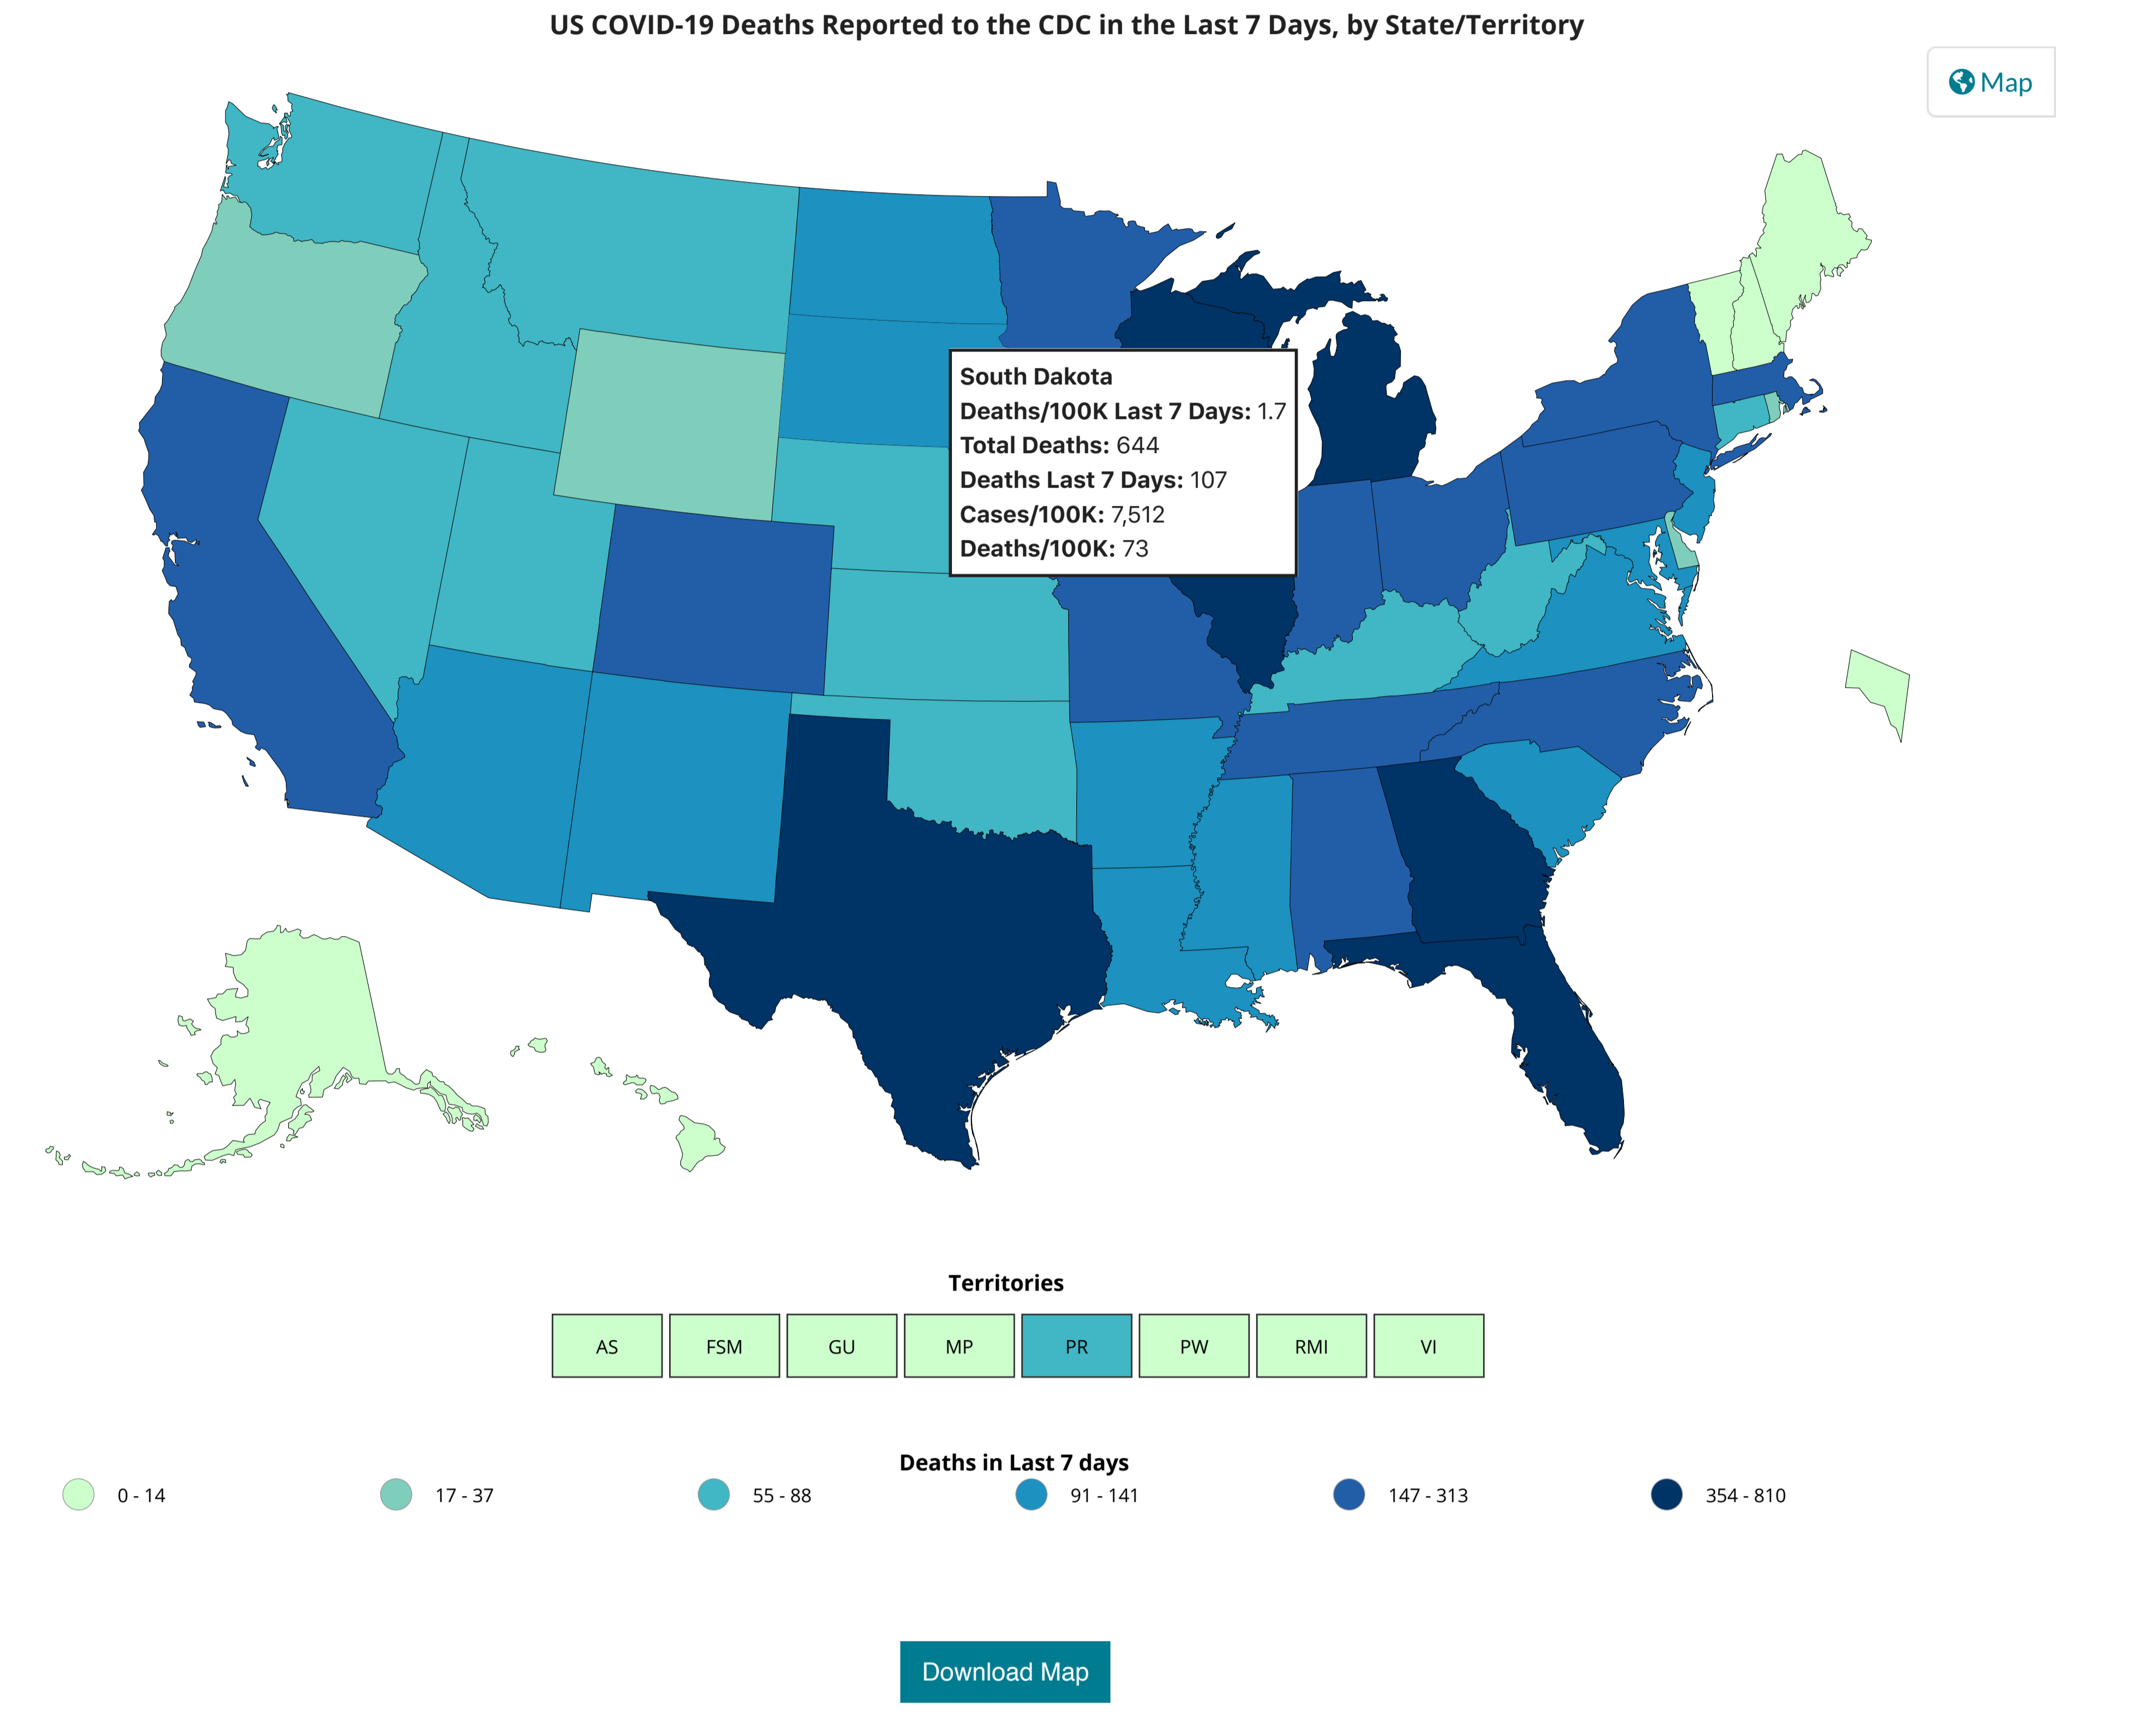 US COVID-19 Deaths Reported to the CDC in the Last 7 Days, by State/Territory
Map
South Dakota
Deaths/100K Last 7 Days: 1.7
Total Deaths: 644
Deaths Last 7 Days: 107
Cases/100K: 7,512
Deaths/100K: 73
Territories
AS FSM GU MP PR PW RMI VI
Deaths in Last 7 days
0 - 14 17 - 37 55 - 88 91 - 141 147 - 313 354 - 810
Download Map